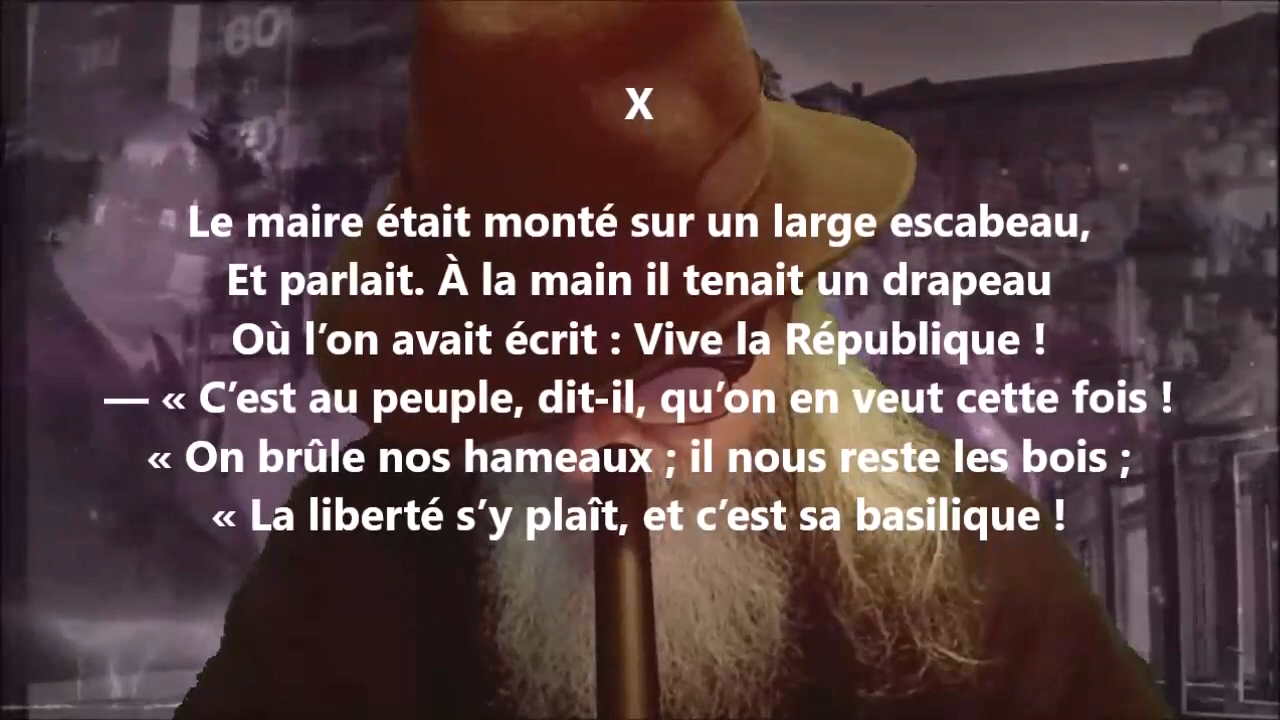 60
X
Le maire était monté sur un large escabeau,
Et parlait. À la main il tenait un drapeau
Où l’on avait écrit : Vive la République !
— « C’est au peuple, dit-il, qu’on en veut cette fois !
« On brûle nos hameaux ; il nous reste les bois ;
« La liberté s’y plaît, et c’est sa basilique !